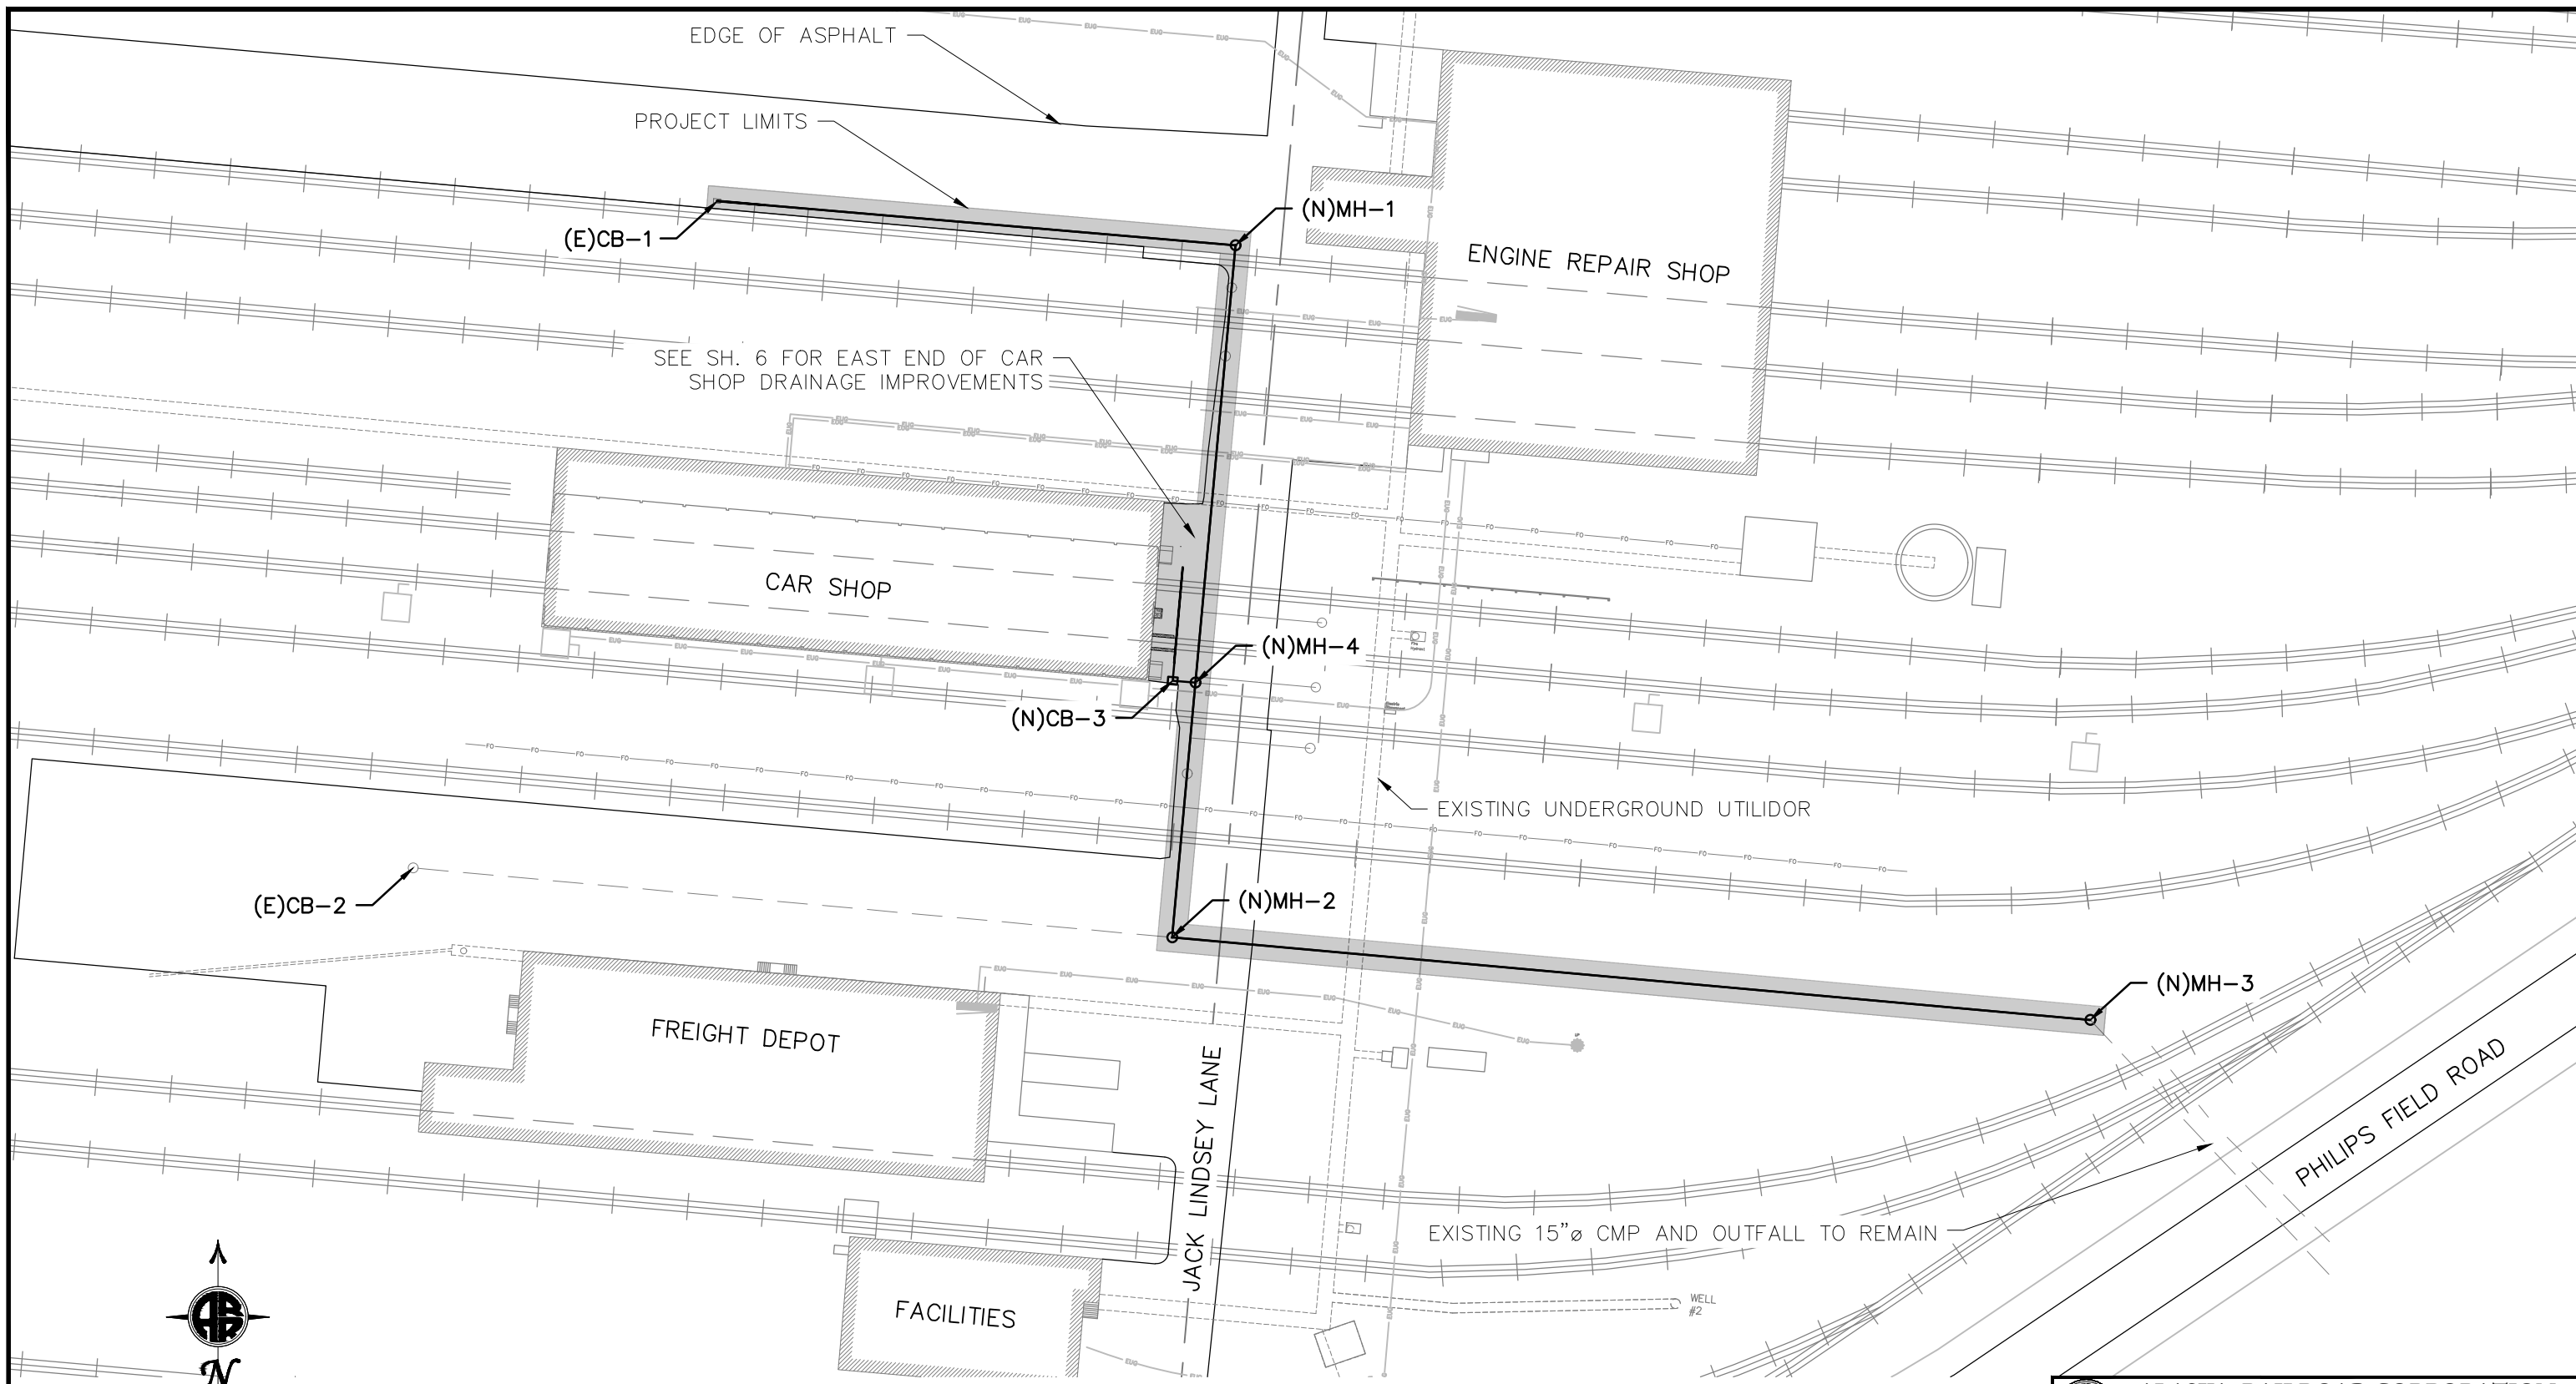 EDGE OF ASPHALT
PROJECT LIMITS
(E)CB-1
(N)MH-1
ENGINE REPAIR SHOP
SEE SH. 6 FOR EAST END OF CAR
SHOP DRAINAGE IMPROVEMENTS
CAR SHOP
(N)MH-4
(N)CB-3
EXISTING UNDERGROUND UTILIDOR
(E)CB-2
(N)MH-2
(N)MH-3
FREIGHT DEPOT
JACK LINDSEY LANE
PHILIPS FIELD ROAD
EXISTING 15"ø CMP AND OUTFALL TO REMAIN
WELL
#2
FACILITIES
N